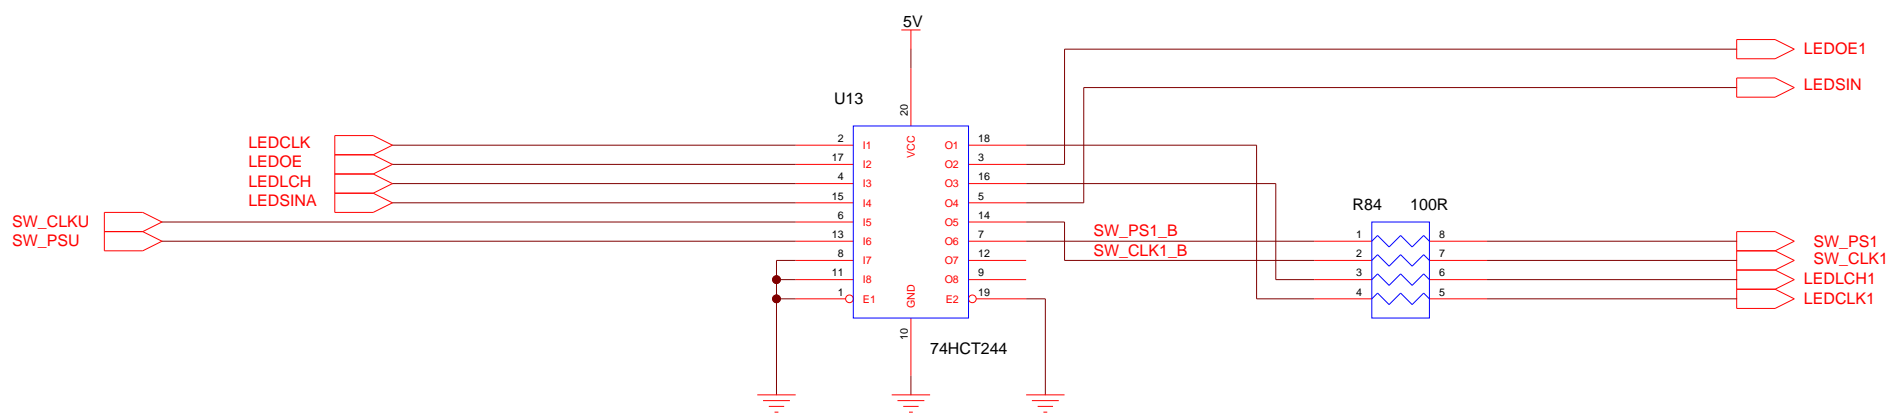 5V
LEDOE1
LEDSIN
U13
20
VCC
LEDCLK
2
I1
O1
18
LEDOE
17
I2
O2
3
LEDLCH
4
I3
O3
16
LEDSINA
15
I4
O4
5
R84 100R
SW_CLKU
6
I5
O5
14
SW_PSU
13
I6
O6
7
SW_PS1_B
1
8
SW_PS1
8
I7
O7
12
SW_CLK1_B
2
7
SW_CLK1
11
I8
O8
9
3
6
LEDLCH1
1
E1
GND
E2
19
4
5
LEDCLK1
10
74HCT244